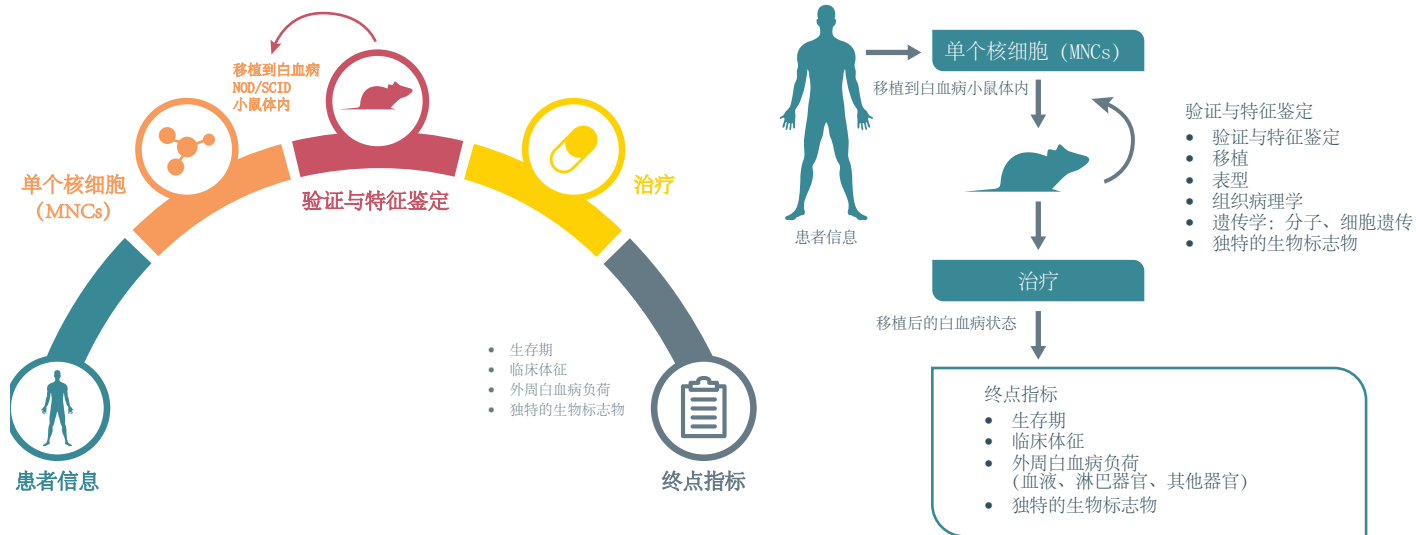 移植到白血病
NOD/SCID
小鼠体内
单个核细胞
(MNCs)
验证与特征鉴定
治疗
• 生存期
• 临床体征
• 外周白血病负荷
• 独特的生物标志物
患者信息
终点指标
单个核细胞 (MNCs)
移植到白血病小鼠体内
患者信息
验证与特征鉴定
• 验证与特征鉴定
• 移植
• 表型
• 组织病理学
• 遗传学: 分子、细胞遗传
• 独特的生物标志物
治疗
移植后的白血病状态
终点指标
• 生存期
• 临床体征
• 外周白血病负荷
(血液、淋巴器官、其他器官)
• 独特的生物标志物